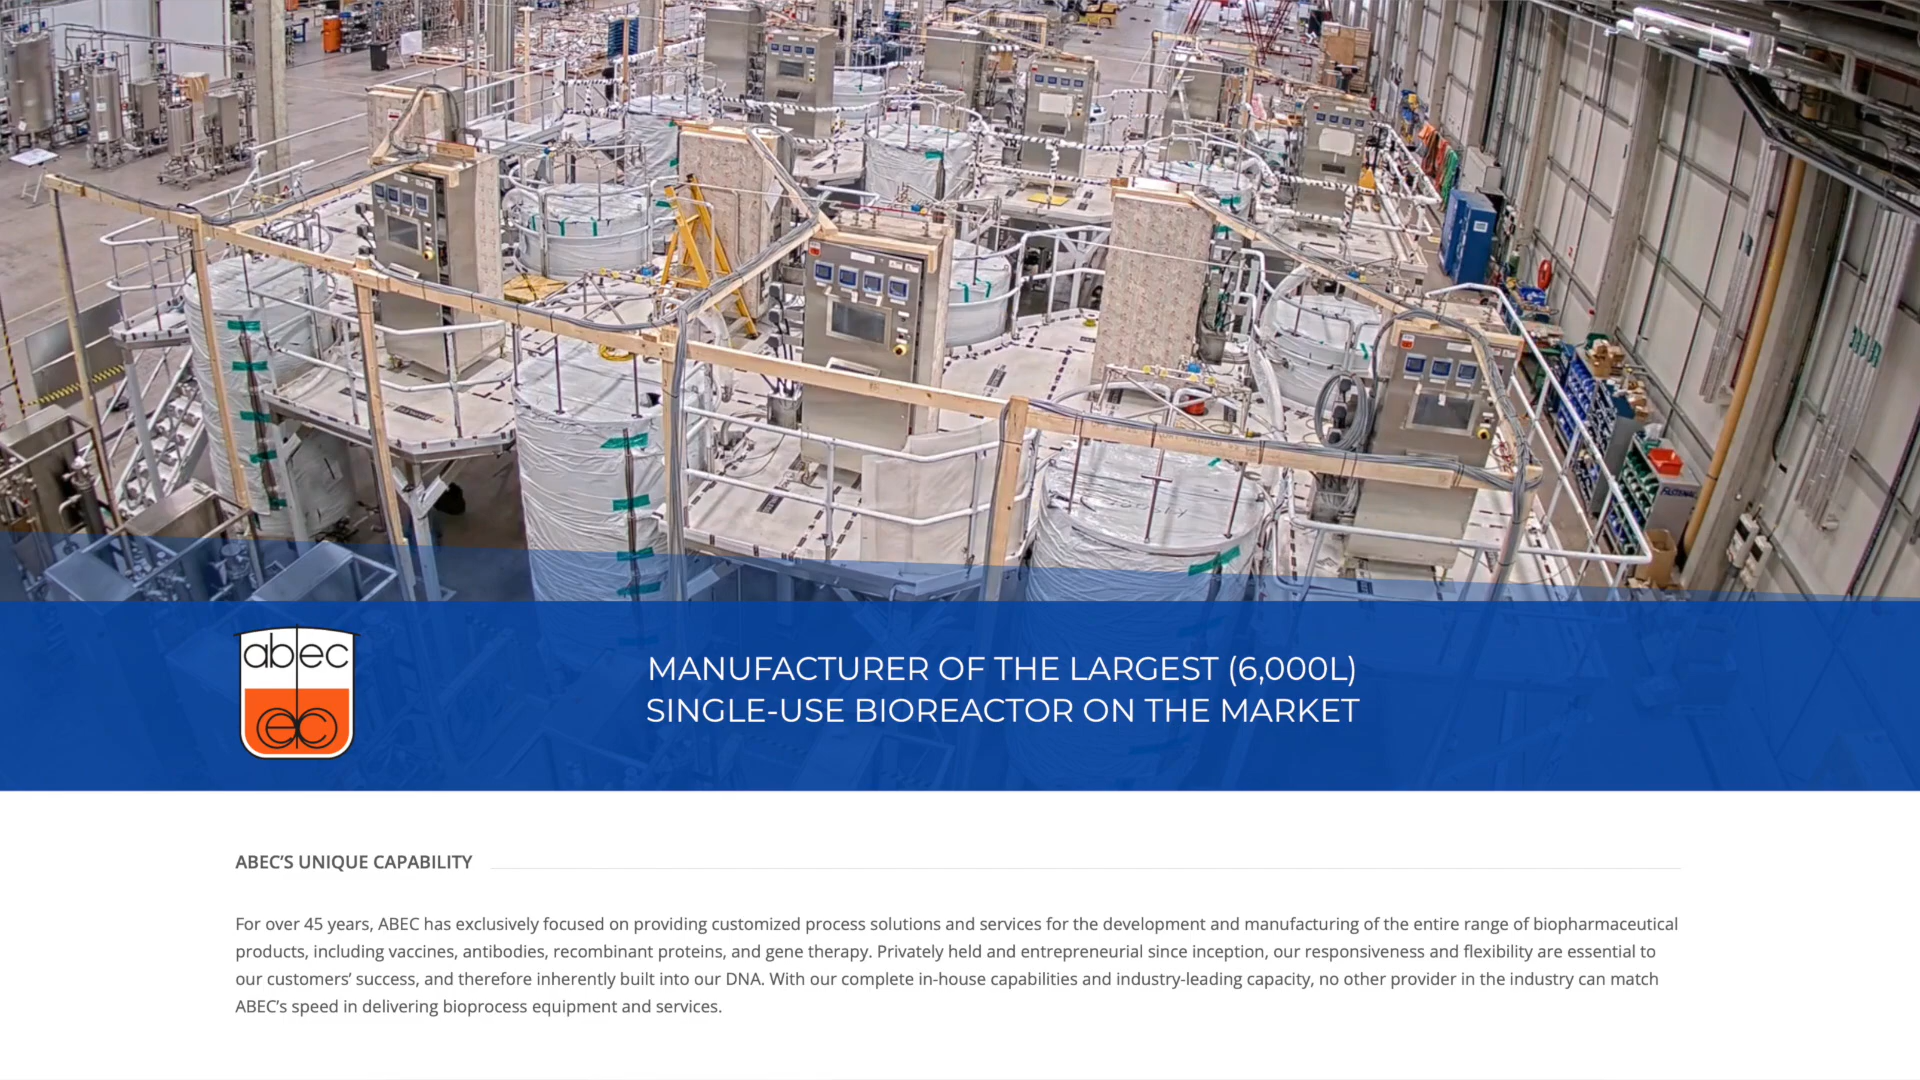 FASTENAL
abec
ec
MANUFACTURER OF THE LARGEST (6,000L)
SINGLE-USE BIOREACTOR ON THE MARKET
ABEC'S UNIQUE CAPABILITY
For over 45 years, ABEC has exclusively focused on providing customized process solutions and services for the development and manufacturing of the entire range of biopharmaceutical
products, including vaccines, antibodies, recombinant proteins, and gene therapy. Privately held and entrepreneurial since inception, our responsiveness and flexibility are essential to
our customers' success, and therefore inherently built into our DNA. With our complete in-house capabilities and industry-leading capacity, no other provider in the industry can match
ABEC's speed in delivering bioprocess equipment and services.